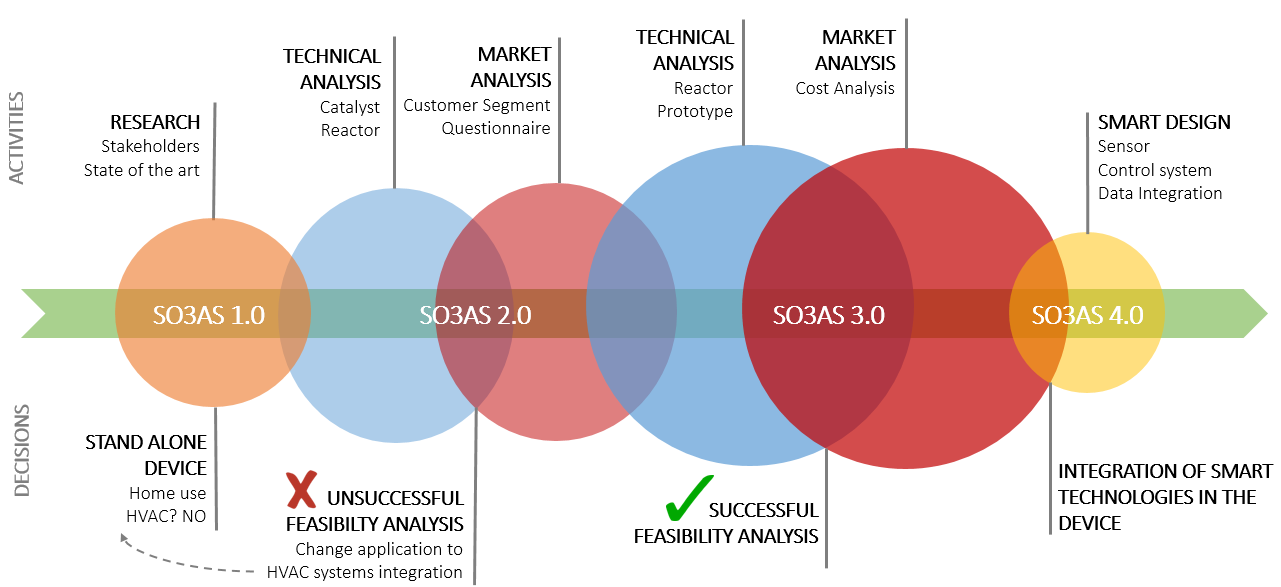 ACTIVITIES
RESEARCH
Stakeholders
State of the art
TECHNICAL
ANALYSIS
Catalyst
Reactor
MARKET
ANALYSIS
Customer Segment
Questionnaire
TECHNICAL
ANALYSIS
Reactor
Prototype
MARKET
ANALYSIS
Cost Analysis
SMART DESIGN
Sensor
Control system
Data Integration
SO3AS 1.0
SO3AS 2.0
SO3AS 3.0
SO3AS 4.0
DECISIONS
STAND ALONE
DEVICE
Home use
HVAC? NO
UNSUCCESSFUL
FEASIBILTY ANALYSIS
Change application to
HVAC systems integration
SUCCESSFUL
FEASIBILITY ANALYSIS
INTEGRATION OF SMART
TECHNOLOGIES IN THE
DEVICE